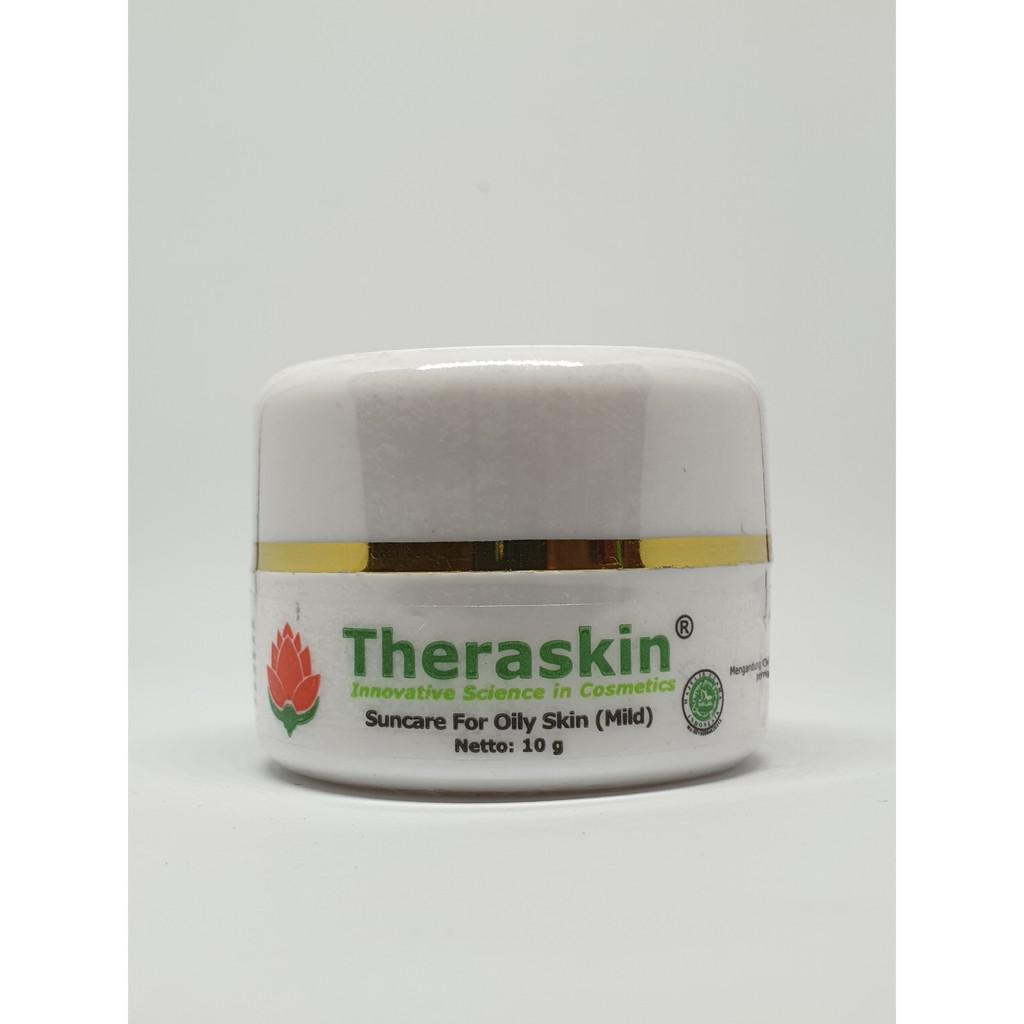 Theraskin®
Innovative Science in Cosmetics
Suncare For Oily Skin (Mild)
Netto: 10 g
Mengandung